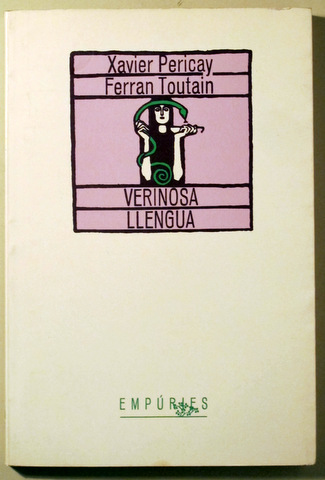 Xavier Pericay
Ferran Toutain
VERINOSA
LLENGUA
EMPÚRIES